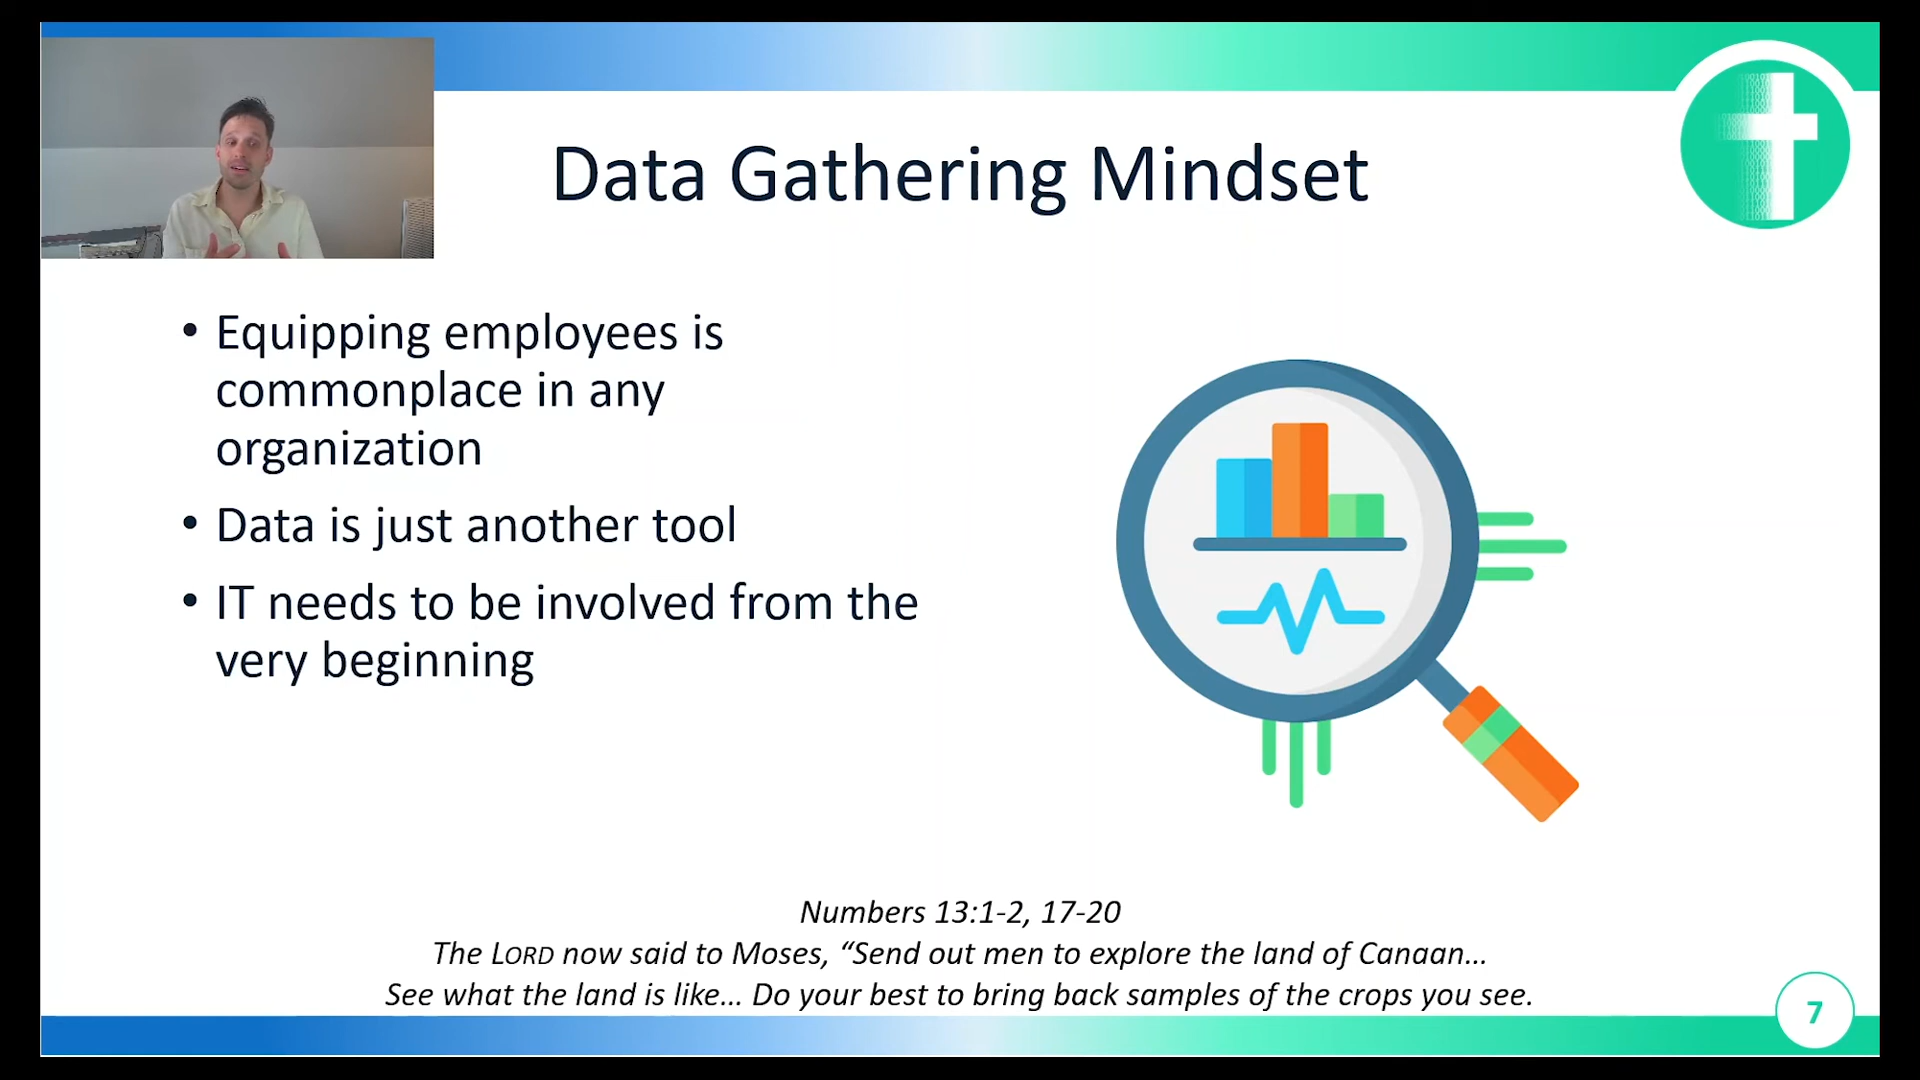 Data Gathering Mindset
• Equipping employees is
commonplace in any
organization
• Data is just another tool
• IT needs to be involved from the
very beginning
Numbers 13:1-2, 17-20
The LORD now said to Moses, “Send out men to explore the land of Canaan…
See what the land is like… Do your best to bring back samples of the crops you see.
7